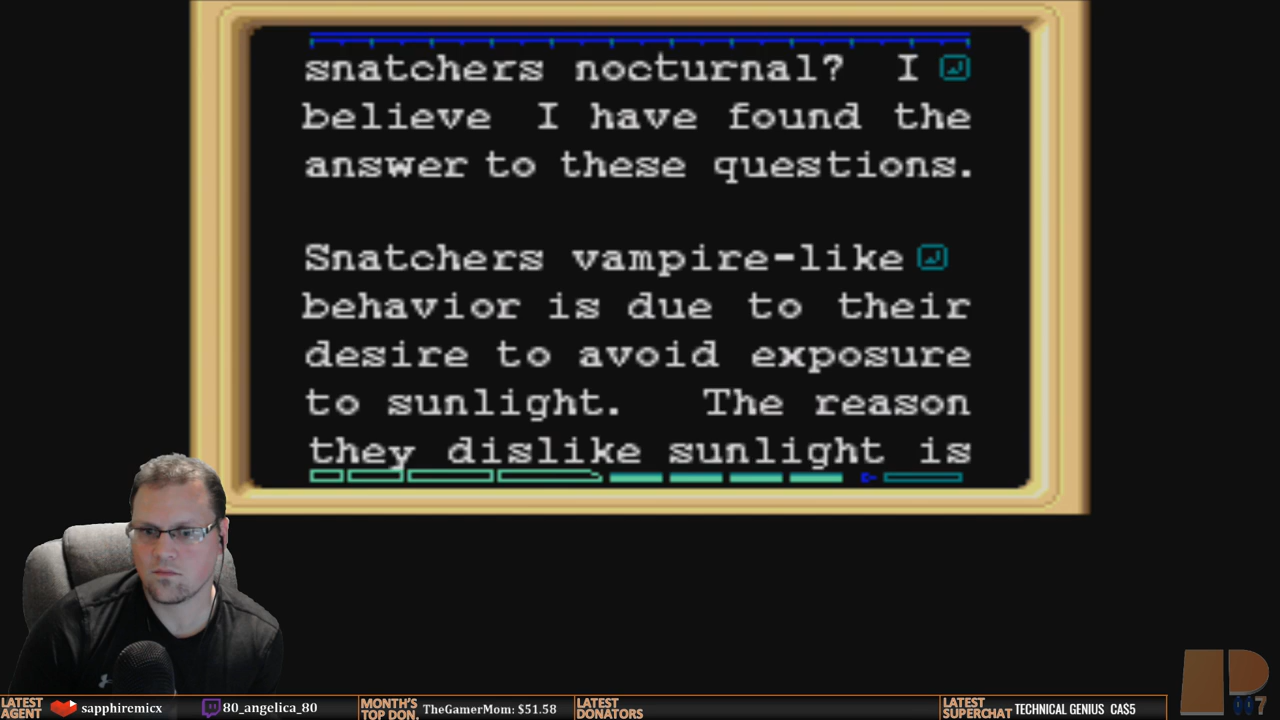 snatchers nocturnal? I
believe I have found the
answer to these questions.
Snatchers vampire-like
behavior is due to their
desire to avoid exposure
to sunlight. The reason
they dislike sunlight is
LATEST AGENT
sapphiremicx
80_angelica_80
MONTH'S TOP DON.
TheGamerMom: $51.58
LATEST DONATORS
LATEST SUPERCHAT
TECHNICAL GENIUS CAS5